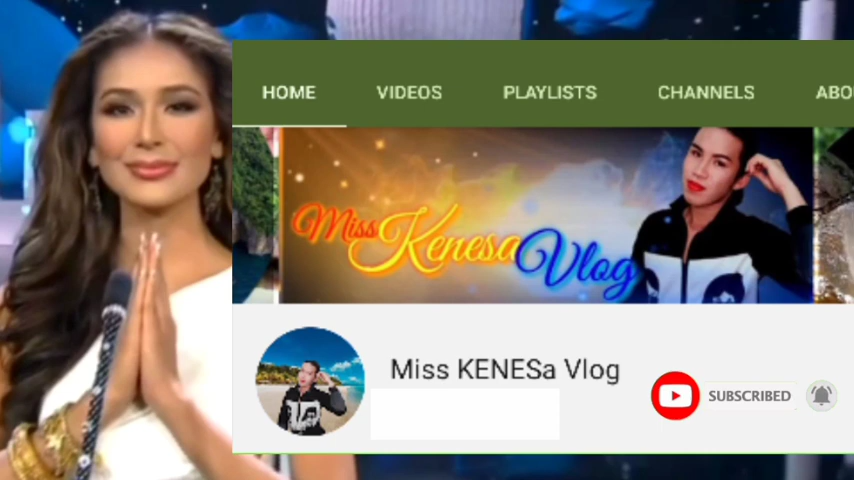 HOME VIDEOS PLAYLISTS CHANNELS ABO
Miss Kenesa Vlog
Miss KENESa Vlog
SUBSCRIBED